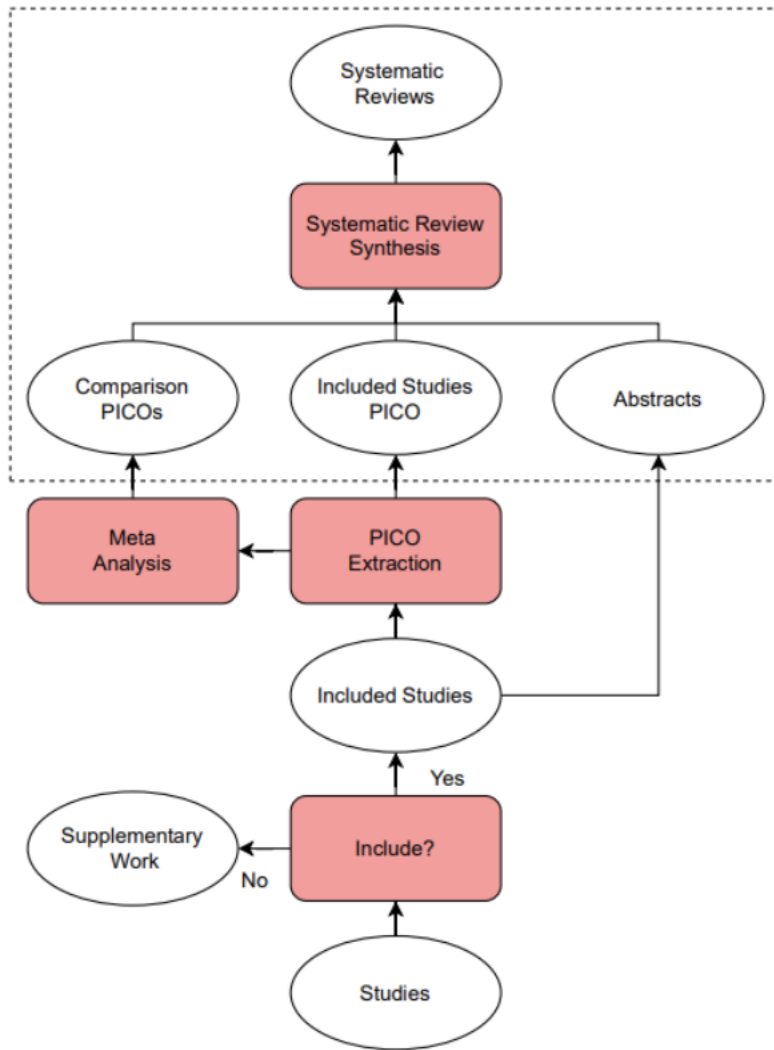 Systematic
Reviews
Systematic Review
Synthesis
Comparison
PICOs
Included Studies
PICO
Abstracts
Meta
Analysis
PICO
Extraction
Included Studies
Yes
Supplementary
Work
No
Include?
Studies